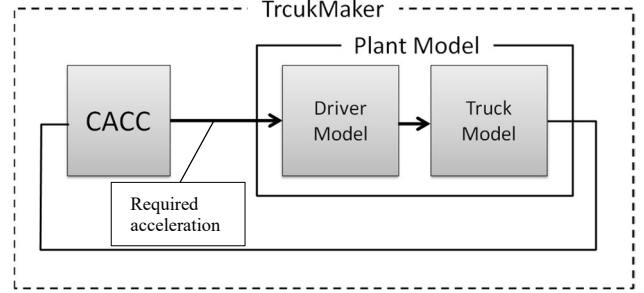 TrcukMaker
Plant Model
CACC
Driver
Model
Truck
Model
Required
acceleration